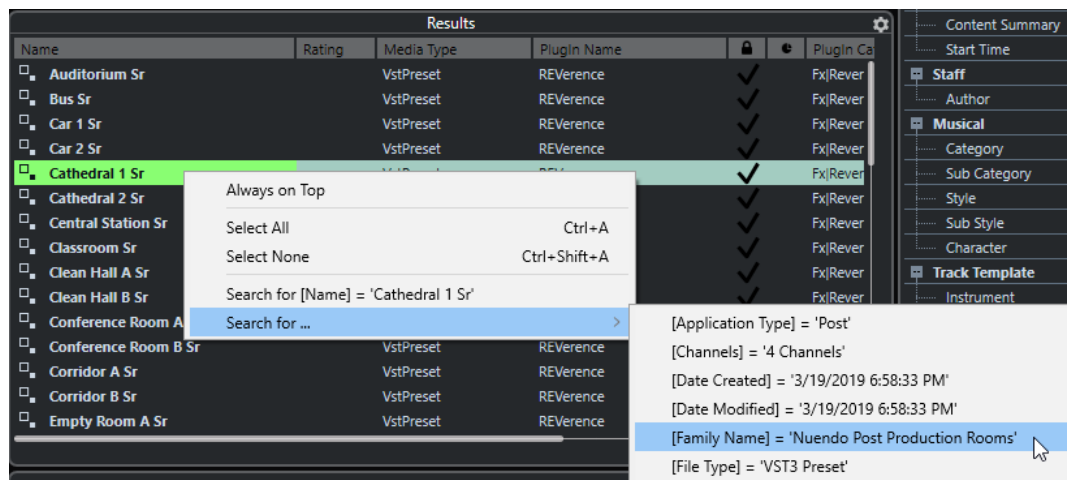 Results
Name Rating Media Type PlugIn Name PlugIn Ca
Auditorium Sr VstPreset REVerence Fx|Rever
Bus Sr VstPreset REVerence Fx|Rever
Car 1 Sr VstPreset REVerence Fx|Rever
Car 2 Sr VstPreset REVerence Fx|Rever
Cathedral 1 Sr Fx|Rever
Cathedral 2 Sr Fx|Rever
Central Station Sr Fx|Rever
Classroom Sr Fx|Rever
Clean Hall A Sr Fx|Rever
Clean Hall B Sr Fx|Rever
Conference Room A
Conference Room B Sr VstPreset REVerence
Corridor A Sr VstPreset REVerence
Corridor B Sr VstPreset REVerence
Empty Room A Sr VstPreset REVerence
Always on Top
Select All Ctrl+A
Select None Ctrl+Shift+A
Search for [Name] = 'Cathedral 1 Sr'
Search for ...
[Application Type] = 'Post'
[Channels] = '4 Channels'
[Date Created] = '3/19/2019 6:58:33 PM'
[Date Modified] = '3/19/2019 6:58:33 PM'
[Family Name] = 'Nuendo Post Production Rooms'
[File Type] = 'VST3 Preset'
Content Summary
Start Time
Staff
Author
Musical
Category
Sub Category
Style
Sub Style
Character
Track Template
Instrument